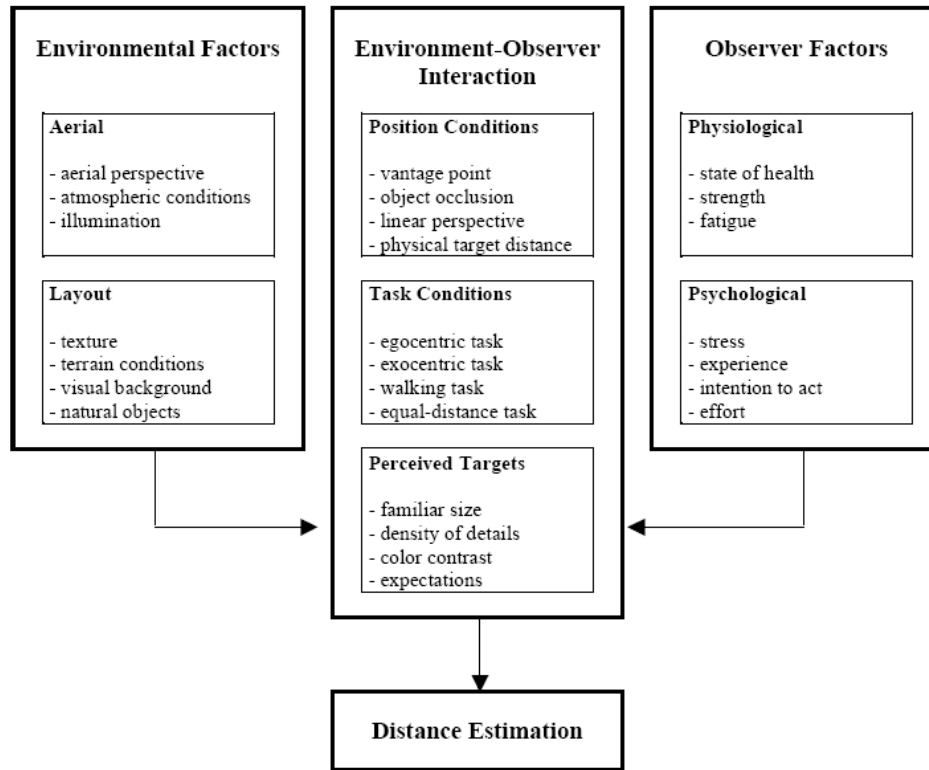 Environmental Factors
Aerial
- aerial perspective
- atmospheric conditions
- illumination
Layout
- texture
- terrain conditions
- visual background
- natural objects
Environment-Observer
Interaction
Position Conditions
- vantage point
- object occlusion
- linear perspective
- physical target distance
Task Conditions
- egocentric task
- exocentric task
- walking task
- equal-distance task
Perceived Targets
- familiar size
- density of details
- color contrast
- expectations
Observer Factors
Physiological
- state of health
- strength
- fatigue
Psychological
- stress
- experience
- intention to act
- effort
Distance Estimation